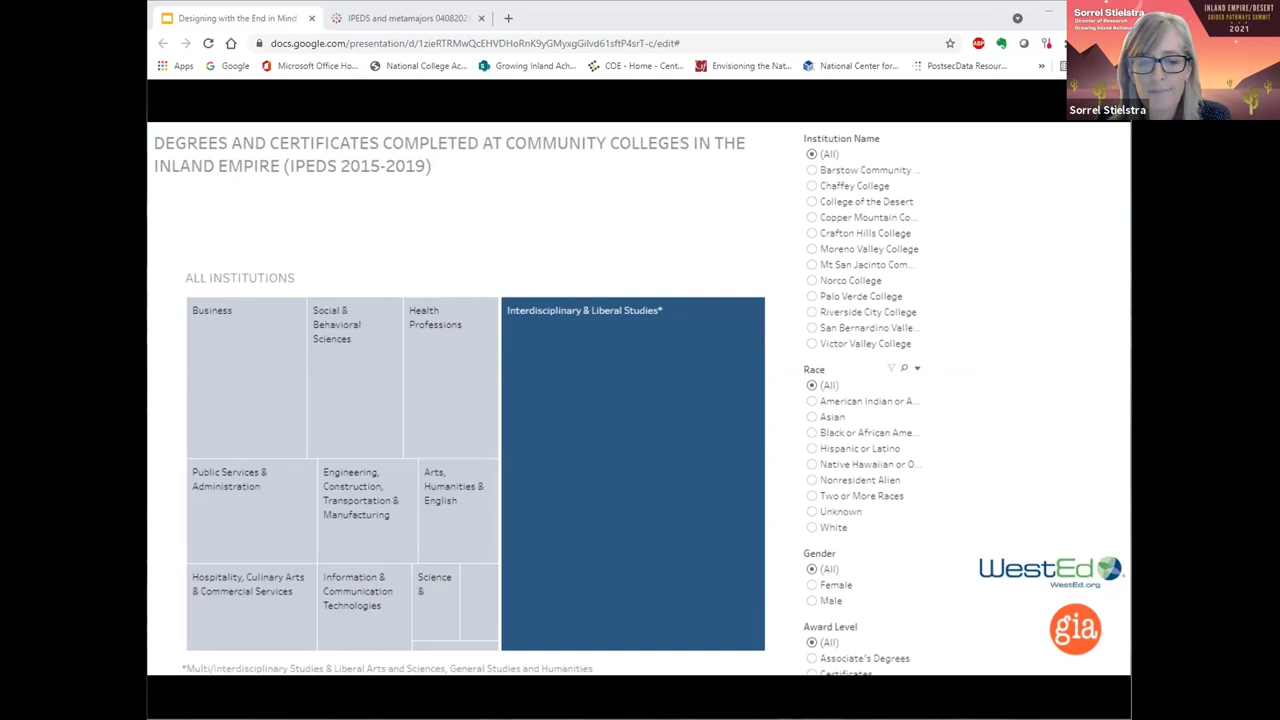 Designing with the End in Mind
IPEDS and metamajors 0408202
docs.google.com/presentation/d/1zieRTRMwQcEHVDHoRnK9yGMyxgGilvd61sftP4srT-c/edit#
Apps
Google
Microsoft Office Ho...
National College Ac...
Growing Inland Ach...
COE - Home - Cent...
Envisioning the Nat...
National Center for...
PostsecData Resour...
»
Sorrel Stielstra
Director of Research
Growing Inland Achiev
INLAND EMPIRE/DESERT
GUIDED PATHWAYS SUMMIT
2021
Sorrel Stielstra
DEGREES AND CERTIFICATES COMPLETED AT COMMUNITY COLLEGES IN THE
INLAND EMPIRE (IPEDS 2015-2019)
ALL INSTITUTIONS
Business
Social &
Behavioral
Sciences
Health
Professions
Interdisciplinary & Liberal Studies*
Public Services &
Administration
Engineering,
Construction,
Transportation &
Manufacturing
Arts,
Humanities &
English
Hospitality, Culinary Arts
& Commercial Services
Information &
Communication
Technologies
Science
&
*Multi/Interdisciplinary Studies & Liberal Arts and Sciences, General Studies and Humanities
Institution Name
(All)
Barstow Community ...
Chaffey College
College of the Desert
Copper Mountain Co...
Crafton Hills College
Moreno Valley College
Mt San Jacinto Com...
Norco College
Palo Verde College
Riverside City College
San Bernardino Valle...
Victor Valley College
Race
(All)
American Indian or A...
Asian
Black or African Ame...
Hispanic or Latino
Native Hawaiian or O...
Nonresident Alien
Two or More Races
Unknown
White
Gender
(All)
Female
Male
Award Level
(All)
Associate's Degrees
Certificates
WestEd
WestEd.org
gia